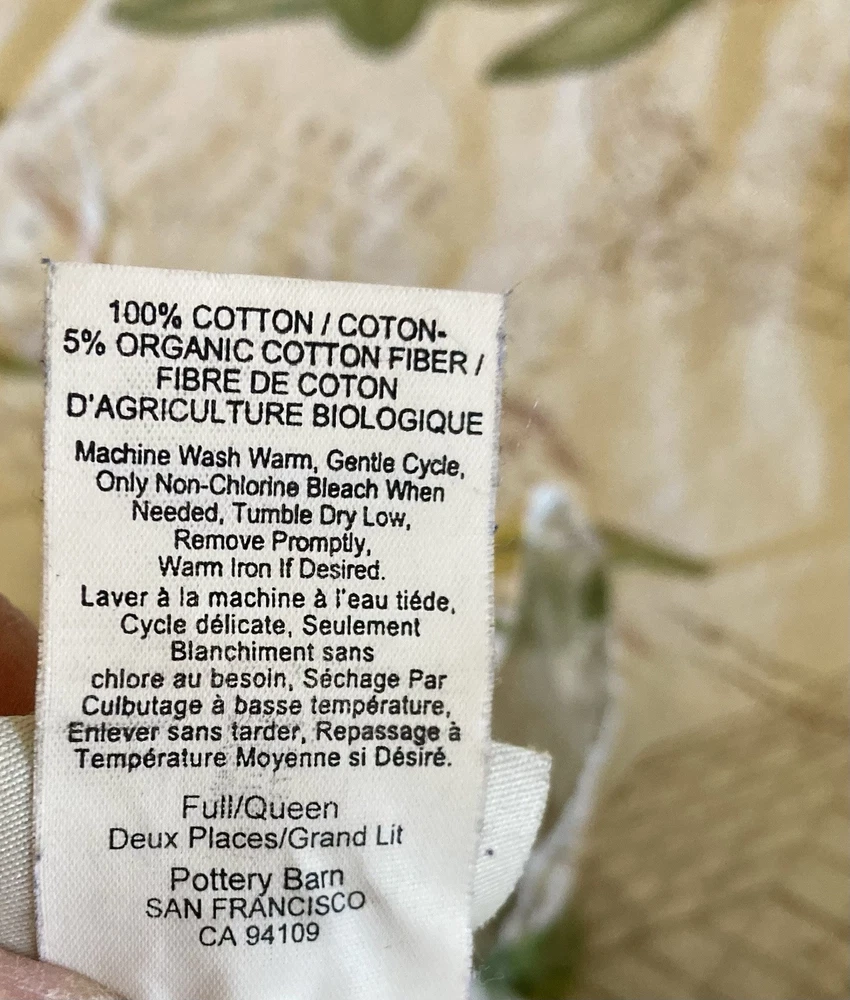 100% COTTON / COTON-
5% ORGANIC COTTON FIBER /
FIBRE DE COTON
D'AGRICULTURE BIOLOGIQUE
Machine Wash Warm, Gentle Cycle,
Only Non-Chlorine Bleach When
Needed, Tumble Dry Low,
Remove Promptly,
Warm Iron If Desired.
Laver à la machine à l'eau tiéde,
Cycle délicate, Seulement
Blanchiment sans
chlore au besoin, Séchage Par
Culbutage à basse température,
Enlever sans tarder, Repassage à
Température Moyenne si Désiré.
Full/Queen
Deux Places/Grand Lit
Pottery Barn
SAN FRANCISCO
CA 94109